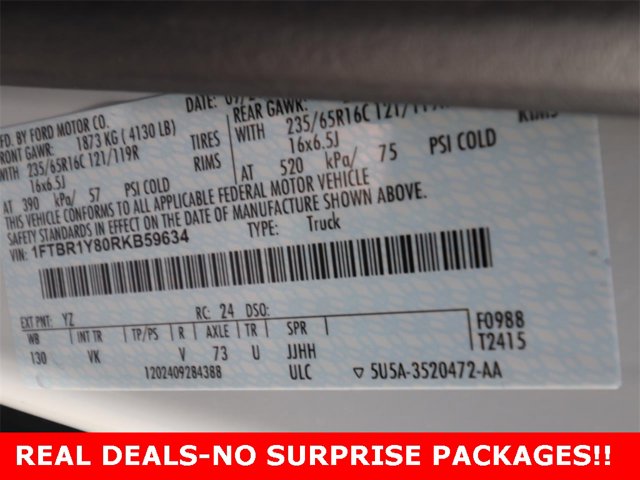 DATE:
MFD. BY FORD MOTOR CO.
FRONT GAWR: 1873 KG ( 4130 LB)
WITH 235/65R16C 121/119R TIRES
16x6.5J RIMS
AT 390 kPa/ 57 PSI COLD
REAR GAWR:
WITH 235/65R16C 121/119R
16x6.5J RIMS
AT 520 kPa/ 75 PSI COLD
THIS VEHICLE CONFORMS TO ALL APPLICABLE FEDERAL MOTOR VEHICLE
SAFETY STANDARDS IN EFFECT ON THE DATE OF MANUFACTURE SHOWN ABOVE.
VIN: 1FTBR1Y80RKB59634 TYPE: Truck
EXT PNT: YZ RC: 24 DSO:
WB INT TR TP/PS R AXLE TR SPR
130 VK V 73 U JJHH
F0988
T2415
1202409284388 ULC ▽ 5U5A-3520472-AA
REAL DEALS-NO SURPRISE PACKAGES!!